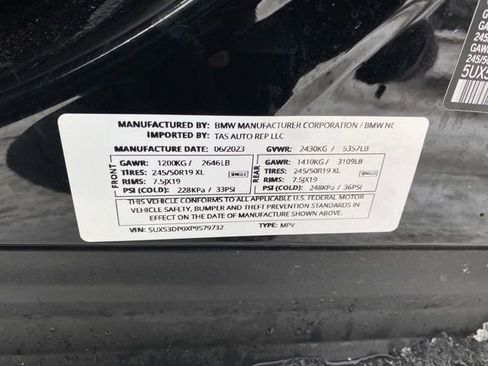 MANUFACTURED BY: BMW MANUFACTURER CORPORATION / BMW NC
IMPORTED BY: TAS AUTO REP LLC
MANUFACTURE DATE 06/2023 GVWR: 2430KG / 5357LB
FRONT GAWR: 1200KG / 2646LB
TIRES: 245/50R19 XL SINGLE
RIMS: 7.5JX19
PSI (COLD): 228KPa / 33PSI
REAR GAWR: 1410KG / 3109LB
TIRES: 245/50R19 XL SINGLE
RIMS: 7.5JX19
PSI (COLD): 248KPa / 36PSI
THIS VEHICLE CONFORMS TO ALL APPLICABLE U.S. FEDERAL MOTOR
VEHICLE SAFETY, BUMPER AND THEFT PREVENTION STANDARDS IN
EFFECT ON THE DATE OF MANUFACTURE SHOWN ABOVE.
VIN: 5UX53DP0XP9S79732 TYPE: MPV
GAW
245/50
5UX5